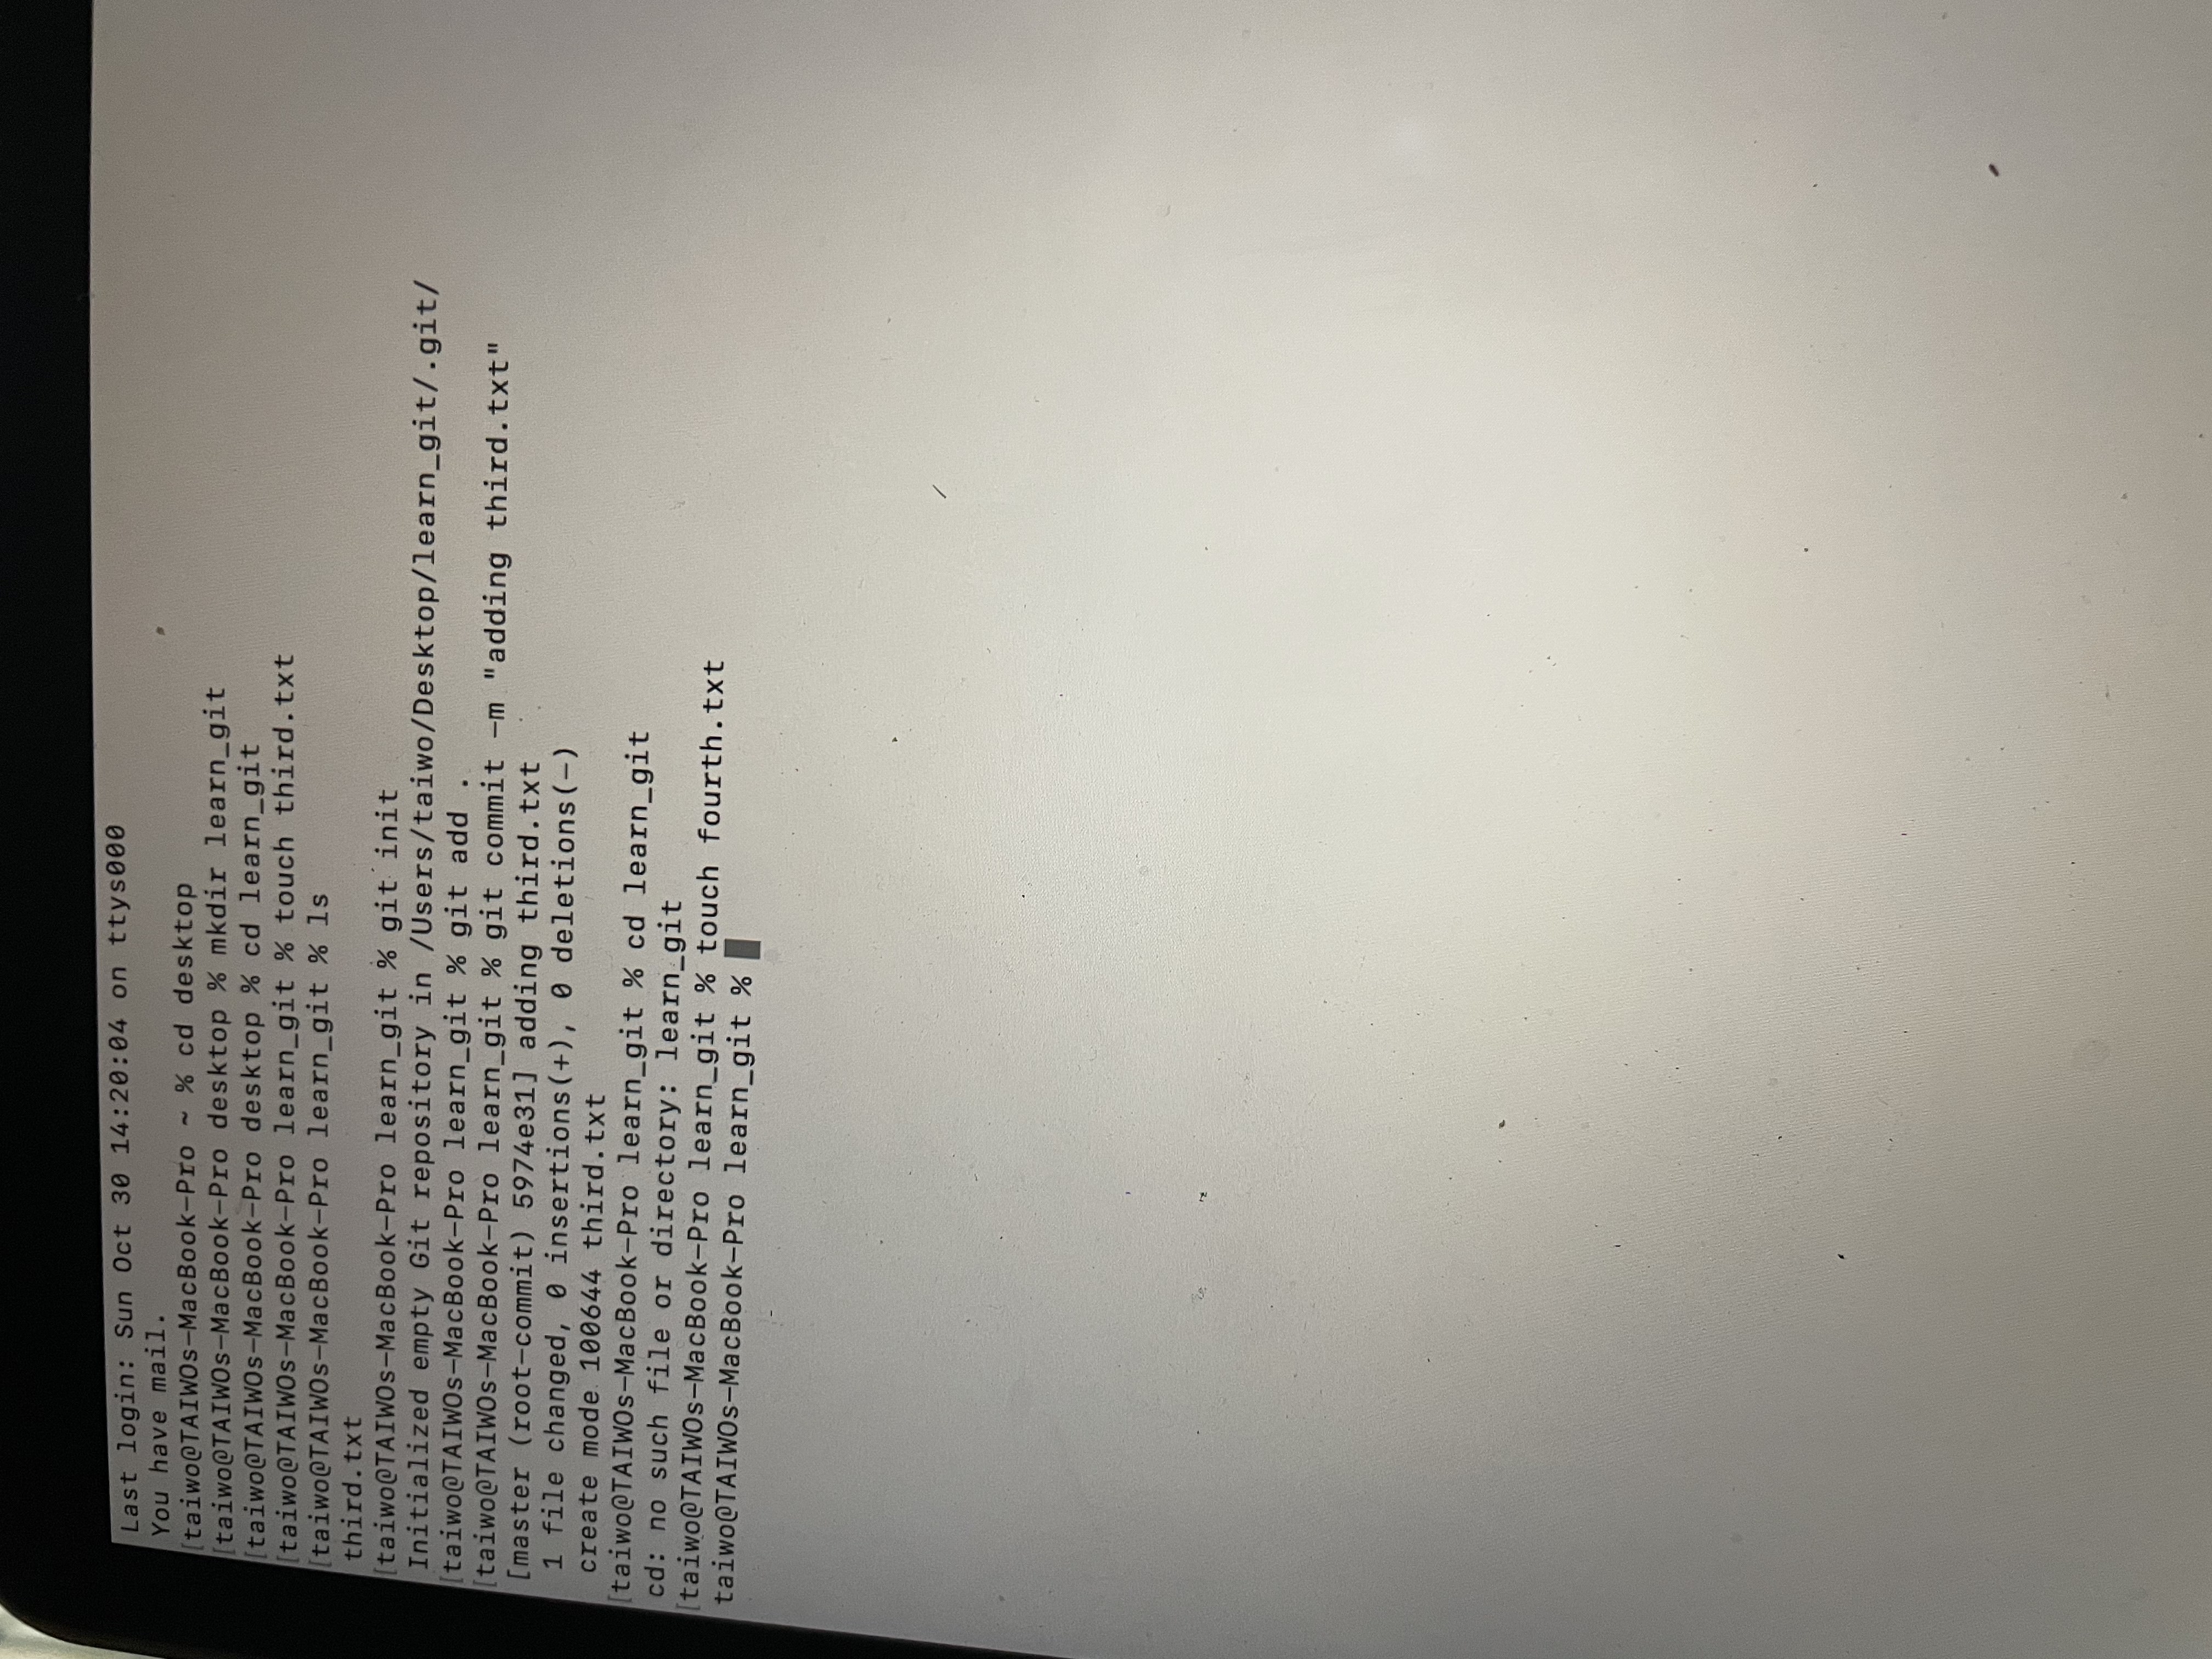 Last login: Sun Oct 30 14:20:04 on ttys000
You have mail.
[taiwo@TAIWOs-MacBook-Pro ~ % cd desktop
[taiwo@TAIWOs-MacBook-Pro desktop % mkdir learn_git
[taiwo@TAIWOs-MacBook-Pro desktop % cd learn_git
[taiwo@TAIWOs-MacBook-Pro learn_git % touch third.txt
[taiwo@TAIWOs-MacBook-Pro learn_git % ls
third.txt
[taiwo@TAIWOs-MacBook-Pro learn_git % git init
Initialized empty Git repository in /Users/taiwo/Desktop/learn_git/.git/
[taiwo@TAIWOs-MacBook-Pro learn_git % git add .
[taiwo@TAIWOs-MacBook-Pro learn_git % git commit -m "adding third.txt"
[master (root-commit) 5974e31] adding third.txt
 1 file changed, 0 insertions(+), 0 deletions(-)
 create mode 100644 third.txt
[taiwo@TAIWOs-MacBook-Pro learn_git % cd learn_git
cd: no such file or directory: learn_git
[taiwo@TAIWOs-MacBook-Pro learn_git % touch fourth.txt
taiwo@TAIWOs-MacBook-Pro learn_git %